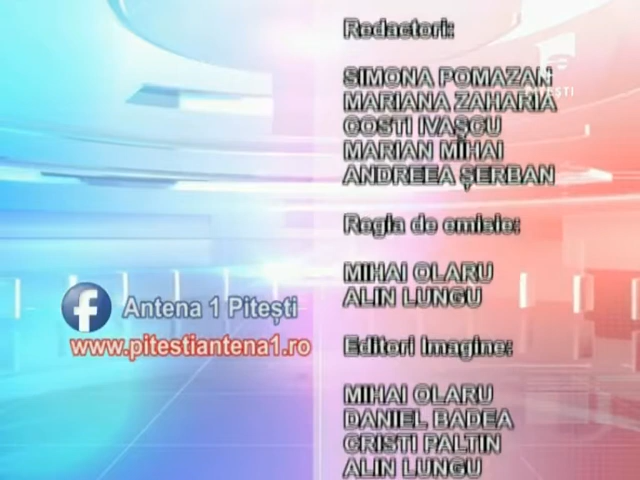 Redactori:
SIMONA POMAZAN
PITEȘTI
MARIANA ZAHARIA
COSTI IVAȘCU
MARIAN MIHAI
ANDREEA ȘERBAN
Regia de emisie:
MIHAI OLARU
ALIN LUNGU
f Antena 1 Pitești
www.pitestiantena1.ro
Editori Imagine:
MIHAI OLARU
DANIEL BADEA
CRISTI PALTIN
ALIN LUNGU